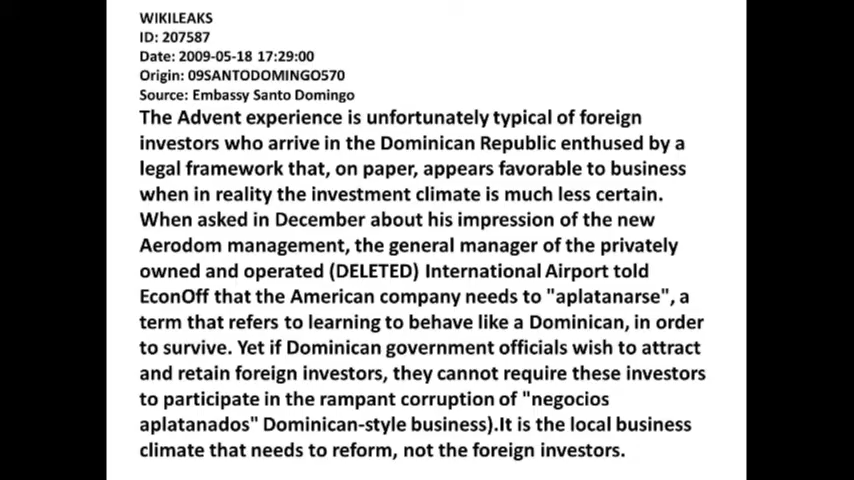 WIKILEAKS
ID: 207587
Date: 2009-05-18 17:29:00
Origin: 09SANTODOMINGO570
Source: Embassy Santo Domingo
The Advent experience is unfortunately typical of foreign
investors who arrive in the Dominican Republic enthused by a
legal framework that, on paper, appears favorable to business
when in reality the investment climate is much less certain.
When asked in December about his impression of the new
Aerodom management, the general manager of the privately
owned and operated (DELETED) International Airport told
EconOff that the American company needs to "aplatanarse", a
term that refers to learning to behave like a Dominican, in order
to survive. Yet if Dominican government officials wish to attract
and retain foreign investors, they cannot require these investors
to participate in the rampant corruption of "negocios
aplatanados" Dominican-style business).It is the local business
climate that needs to reform, not the foreign investors.